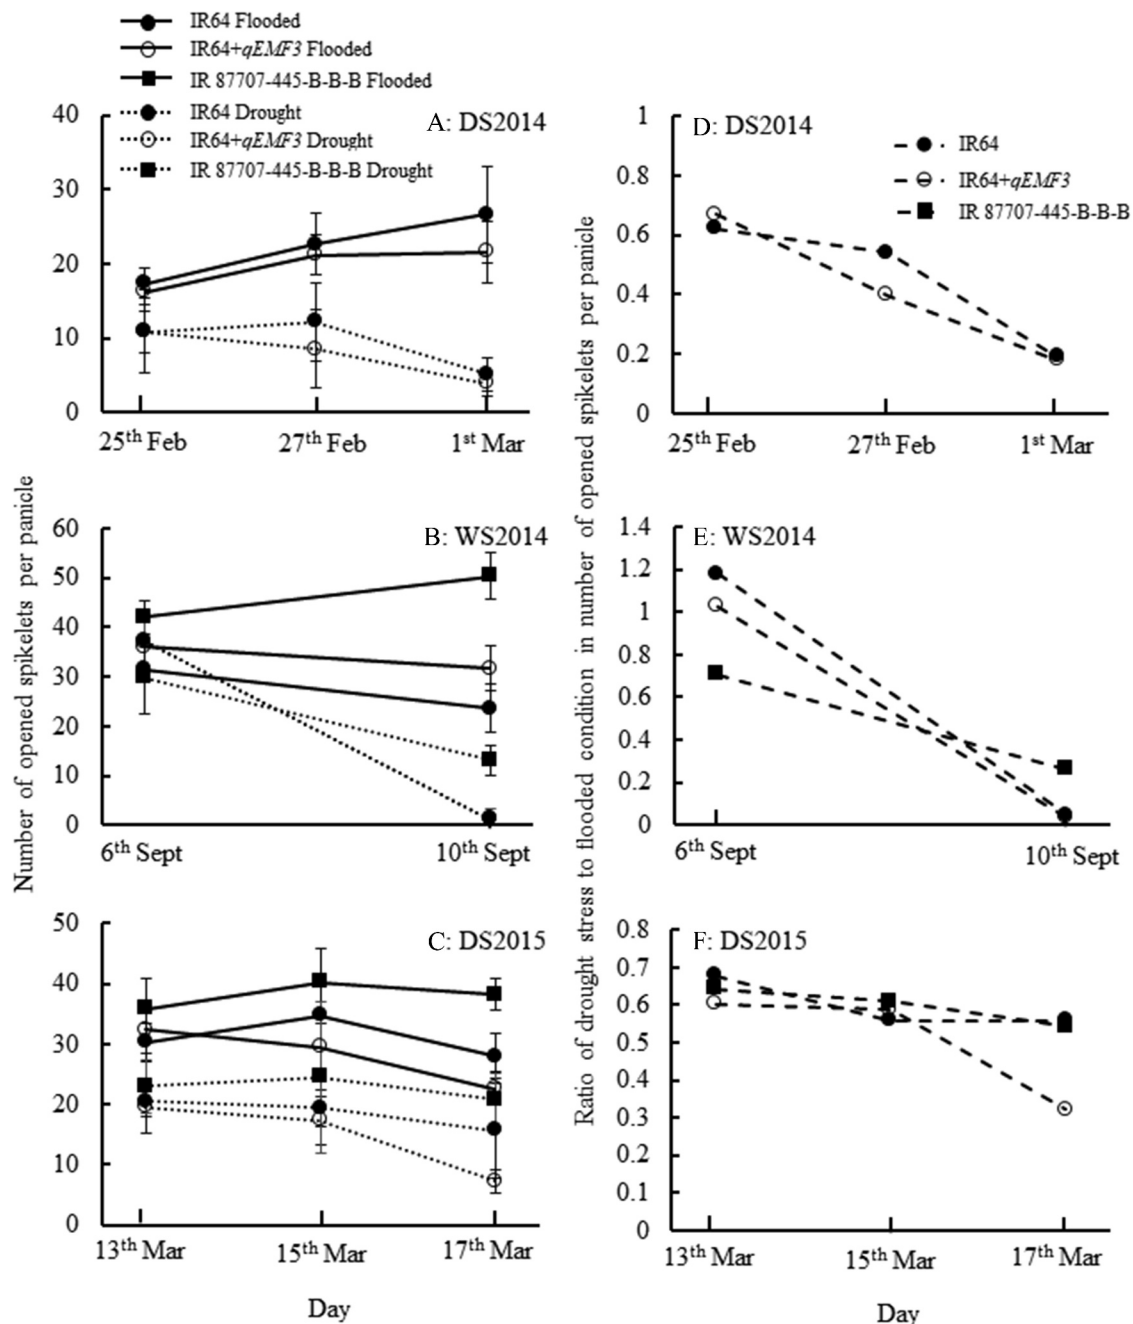 IR64 Flooded
IR64+qEMF3 Flooded
IR 87707-445-B-B-B Flooded
IR64 Drought
IR64+qEMF3 Drought
IR 87707-445-B-B-B Drought
A: DS2014
40
30
20
10
0
25th Feb
27th Feb
1st Mar
D: DS2014
IR64
IR64+qEMF3
IR 87707-445-B-B-B
1
0.8
0.6
0.4
0.2
0
25th Feb
27th Feb
1st Mar
Number of opened spikelets per panicle
B: WS2014
60
50
40
30
20
10
0
6th Sept
10th Sept
Ratio of drought stress to flooded condition in number of opened spikelets per panicle
E: WS2014
1.4
1.2
1
0.8
0.6
0.4
0.2
0
6th Sept
10th Sept
C: DS2015
50
40
30
20
10
0
13th Mar
15th Mar
17th Mar
Day
F: DS2015
0.8
0.7
0.6
0.5
0.4
0.3
0.2
0.1
0
13th Mar
15th Mar
17th Mar
Day